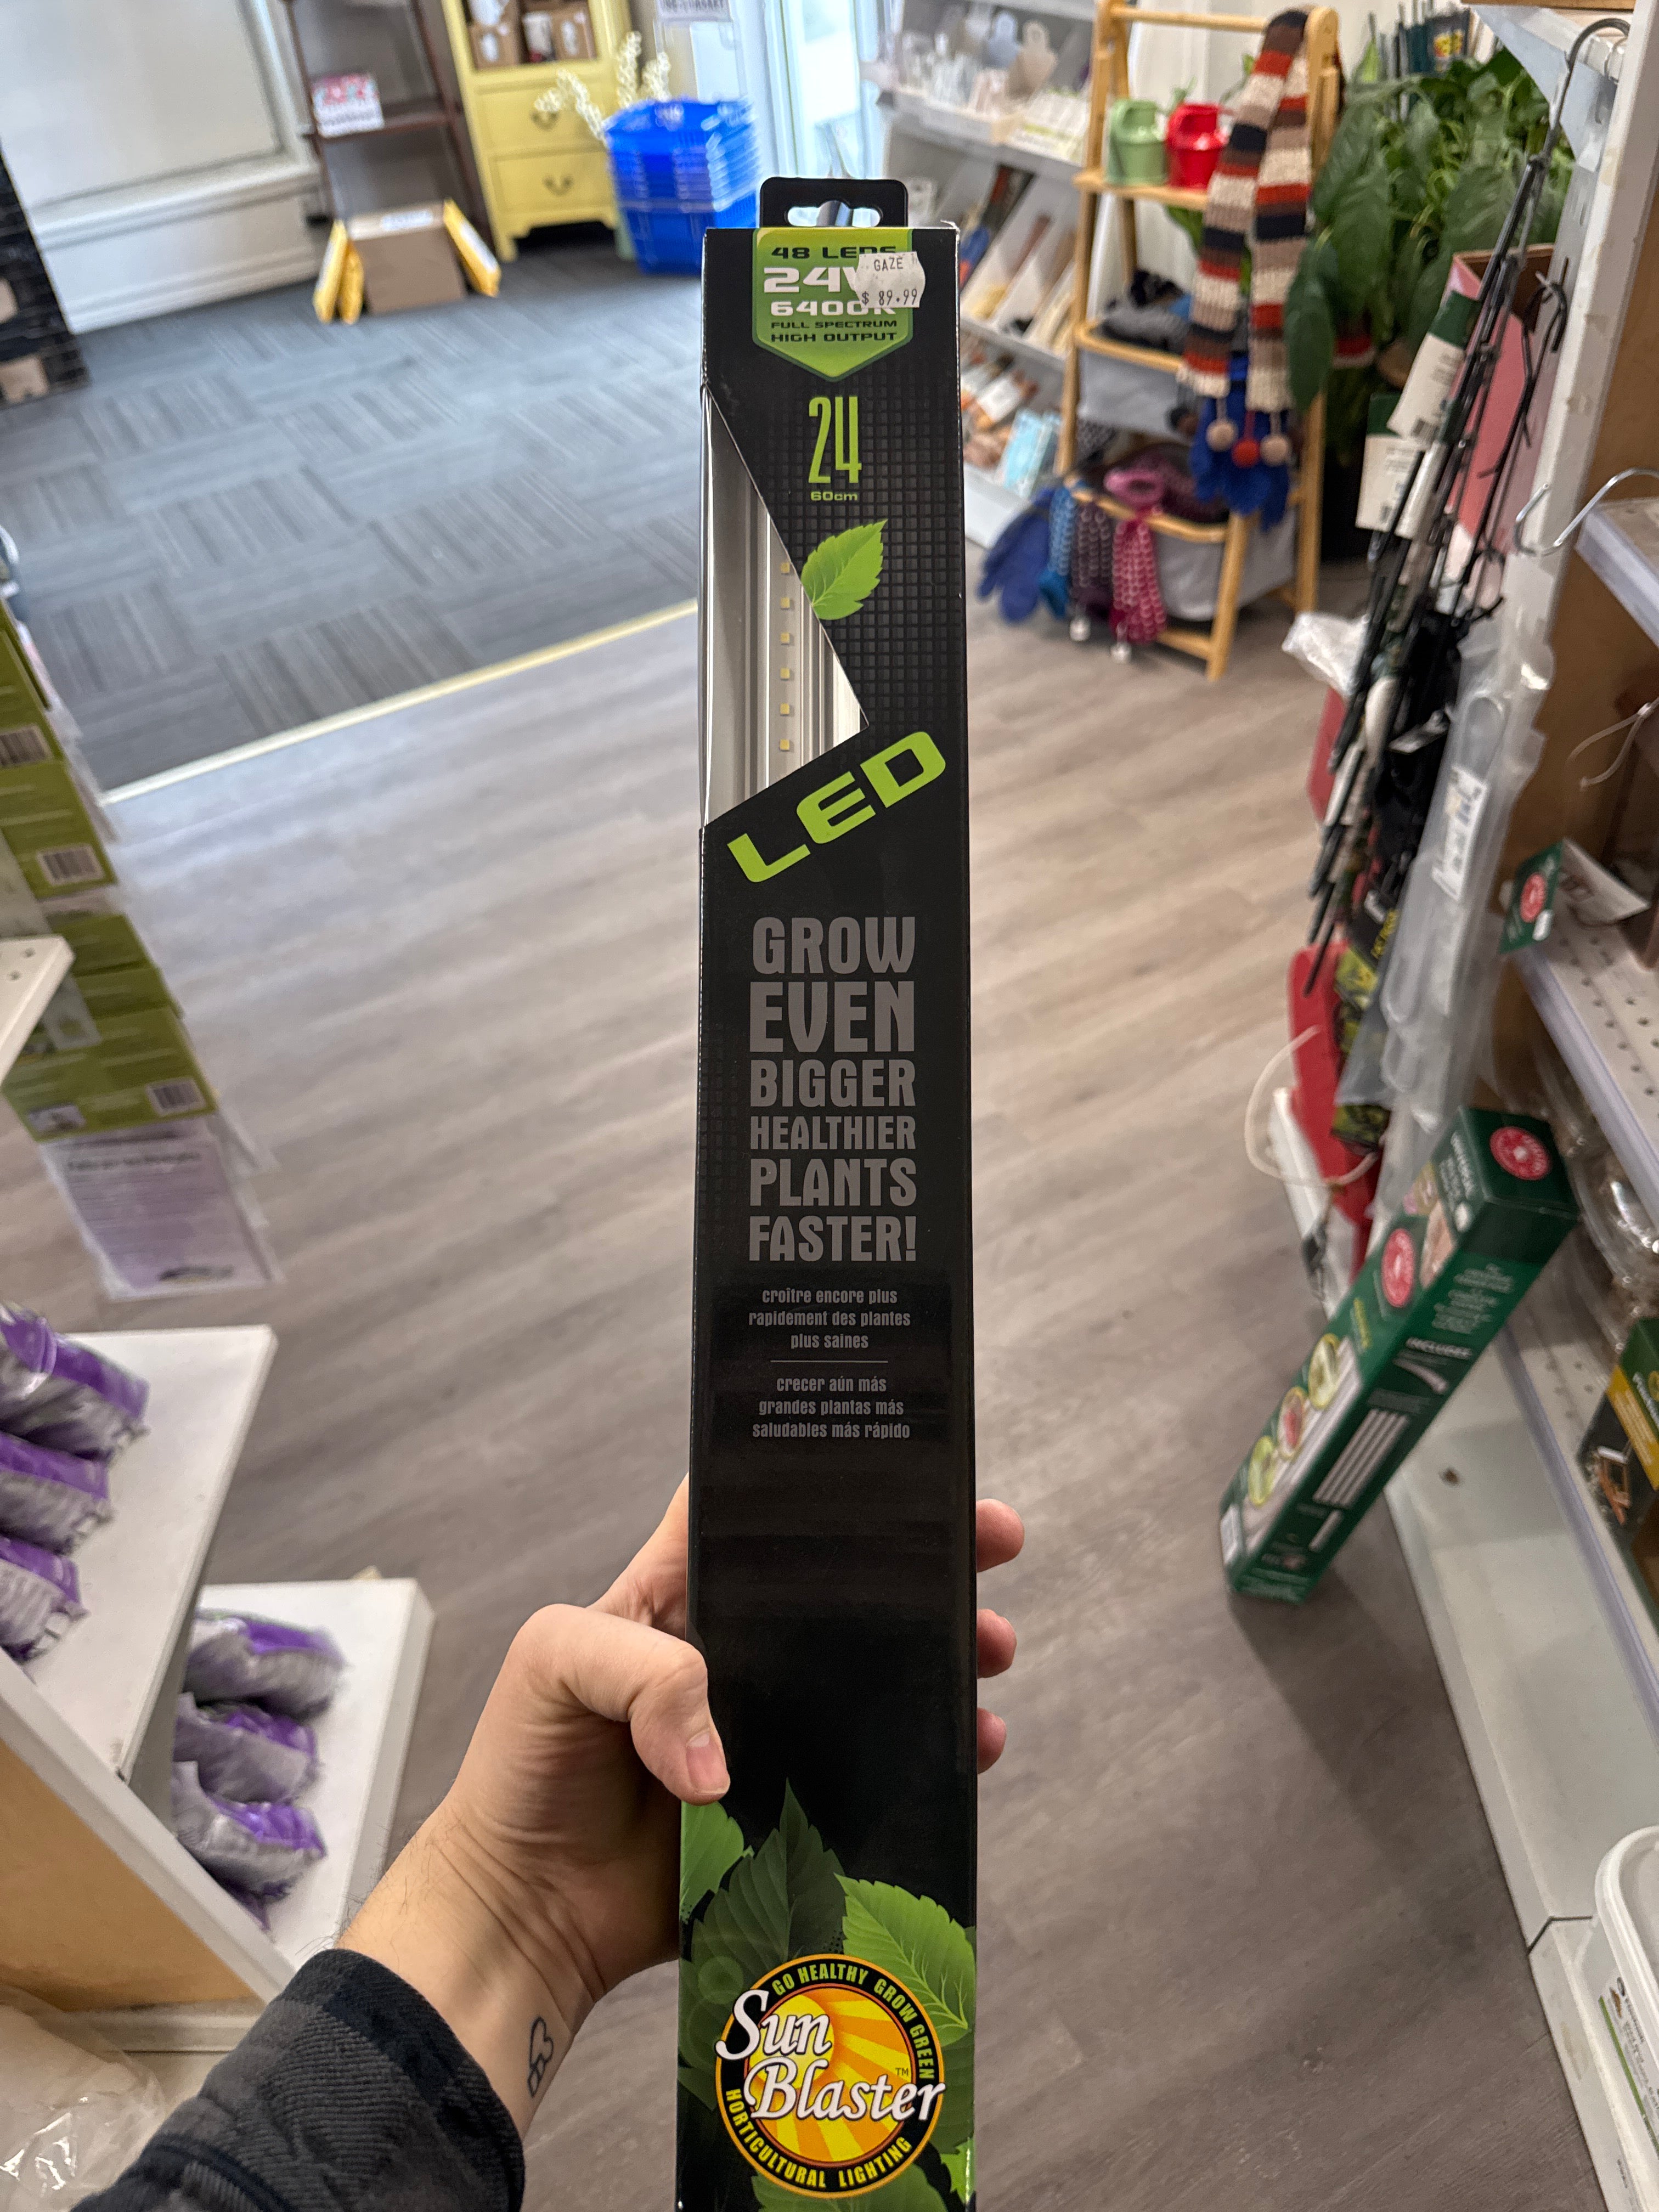 48 LEDS
GAZE
24W
$ 89.99
6400K
FULL SPECTRUM
HIGH OUTPUT
24
60cm
LED
GROW
EVEN
BIGGER
HEALTHIER
PLANTS
FASTER!
croître encore plus
rapidement des plantes
plus saines
crecer aún más
grandes plantas más
saludables más rápido
GO HEALTHY GROW GREEN
Sun
Blaster™
HORTICULTURAL LIGHTING
INCLUDES